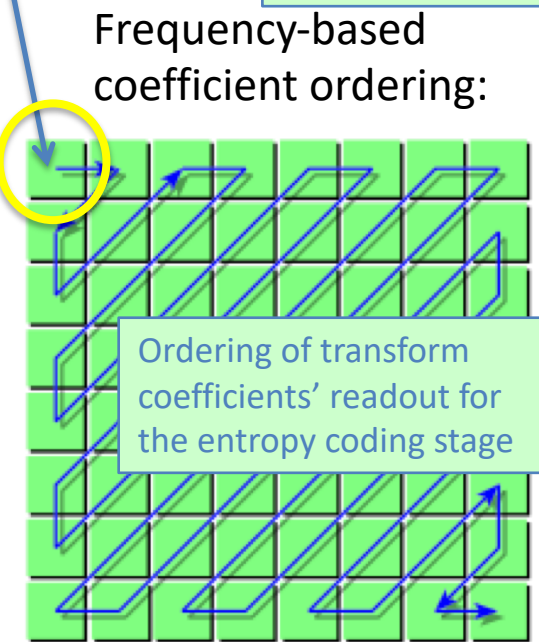 Frequency-based
coefficient ordering:
Ordering of transform
coefficients’ readout for
the entropy coding stage